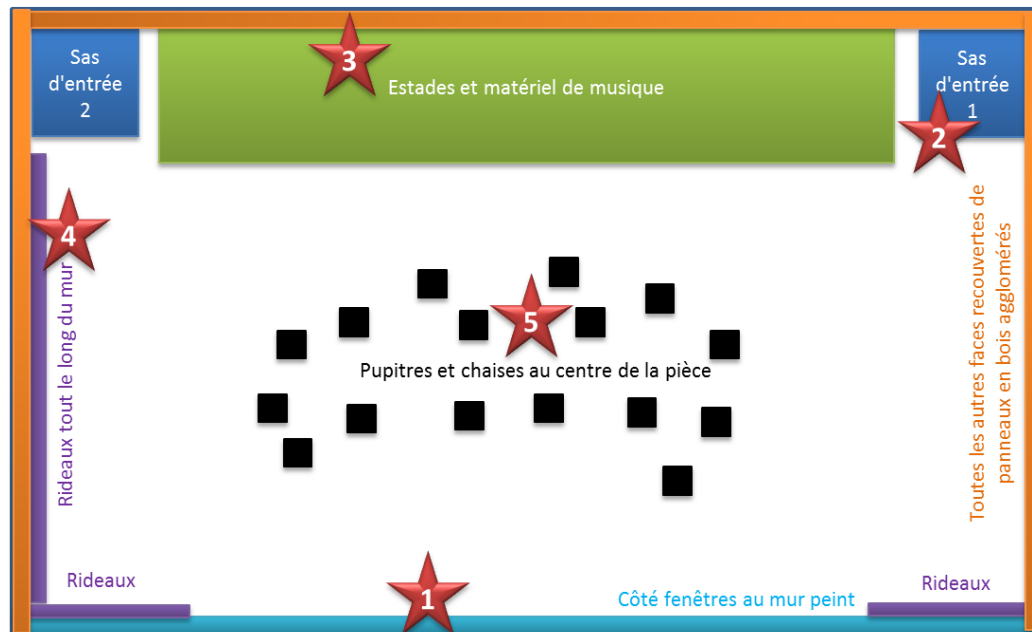 Sas
d'entrée
2
3
Estades et matériel de musique
Sas
d'entrée
1
2
4
Rideaux tout le long du mur
Toutes les autres faces recouvertes de
panneaux en bois agglomérés
5
Pupitres et chaises au centre de la pièce
Rideaux
1
Côté fenêtres au mur peint
Rideaux